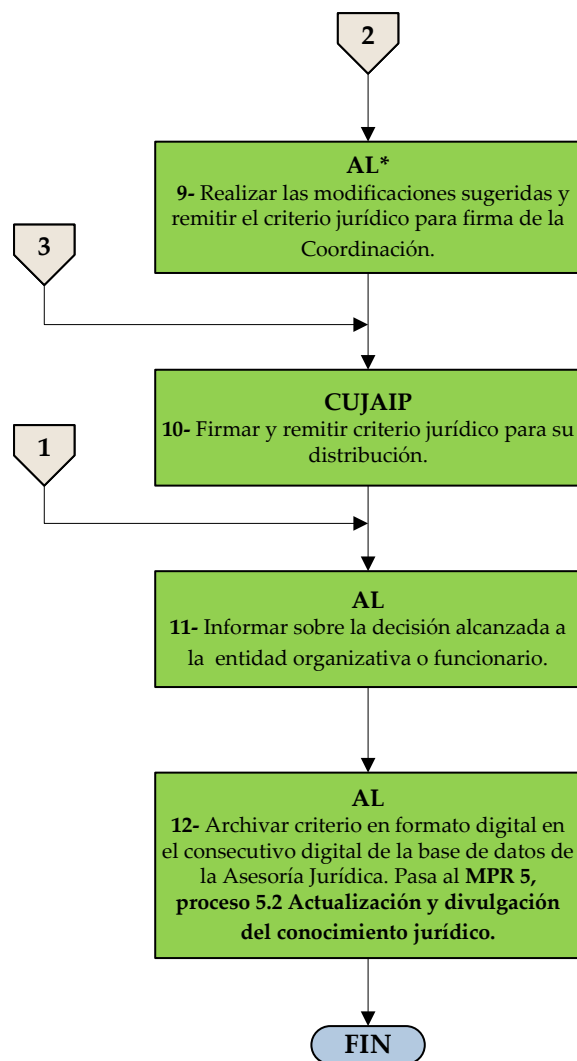 2
AL*
9- Realizar las modificaciones sugeridas y
remitir el criterio jurídico para firma de la
Coordinación.
3
CUJAIP
10- Firmar y remitir criterio jurídico para su
distribución.
1
AL
11- Informar sobre la decisión alcanzada a
la entidad organizativa o funcionario.
AL
12- Archivar criterio en formato digital en
el consecutivo digital de la base de datos de
la Asesoría Jurídica. Pasa al MPR 5,
proceso 5.2 Actualización y divulgación
del conocimiento jurídico.
FIN